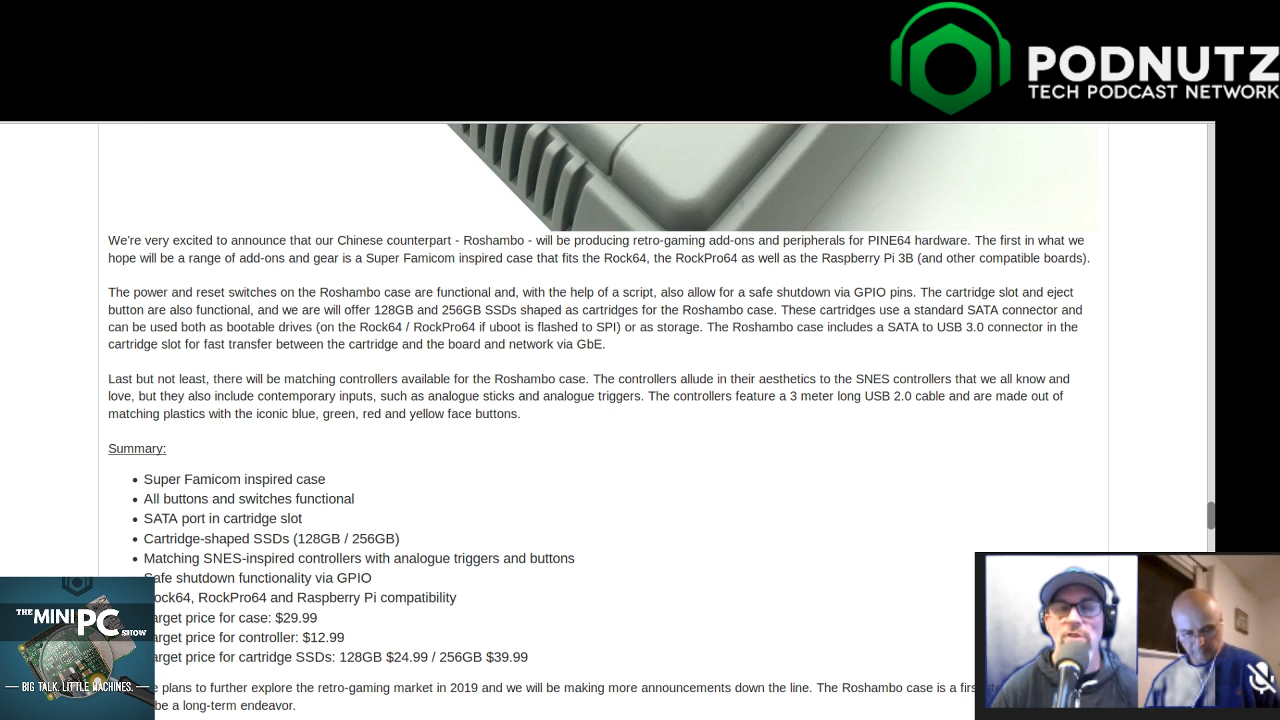 PODNUTZ
TECH PODCAST NETWORK
We’re very excited to announce that our Chinese counterpart - Roshambo - will be producing retro-gaming add-ons and peripherals for PINE64 hardware. The first in what we
hope will be a range of add-ons and gear is a Super Famicom inspired case that fits the Rock64, the RockPro64 as well as the Raspberry Pi 3B (and other compatible boards).
The power and reset switches on the Roshambo case are functional and, with the help of a script, also allow for a safe shutdown via GPIO pins. The cartridge slot and eject
button are also functional, and we are will offer 128GB and 256GB SSDs shaped as cartridges for the Roshambo case. These cartridges use a standard SATA connector and
can be used both as bootable drives (on the Rock64 / RockPro64 if uboot is flashed to SPI) or as storage. The Roshambo case includes a SATA to USB 3.0 connector in the
cartridge slot for fast transfer between the cartridge and the board and network via GbE.
Last but not least, there will be matching controllers available for the Roshambo case. The controllers allude in their aesthetics to the SNES controllers that we all know and
love, but they also include contemporary inputs, such as analogue sticks and analogue triggers. The controllers feature a 3 meter long USB 2.0 cable and are made out of
matching plastics with the iconic blue, green, red and yellow face buttons.
Summary:
• Super Famicom inspired case
• All buttons and switches functional
• SATA port in cartridge slot
• Cartridge-shaped SSDs (128GB / 256GB)
• Matching SNES-inspired controllers with analogue triggers and buttons
Safe shutdown functionality via GPIO
ock64, RockPro64 and Raspberry Pi compatibility
arget price for case: $29.99
arget price for controller: $12.99
arget price for cartridge SSDs: 128GB $24.99 / 256GB $39.99
plans to further explore the retro-gaming market in 2019 and we will be making more announcements down the line. The Roshambo case is a firs
be a long-term endeavor.
THE MINI PC SHOW
BIG TALK. LITTLE MACHINES.